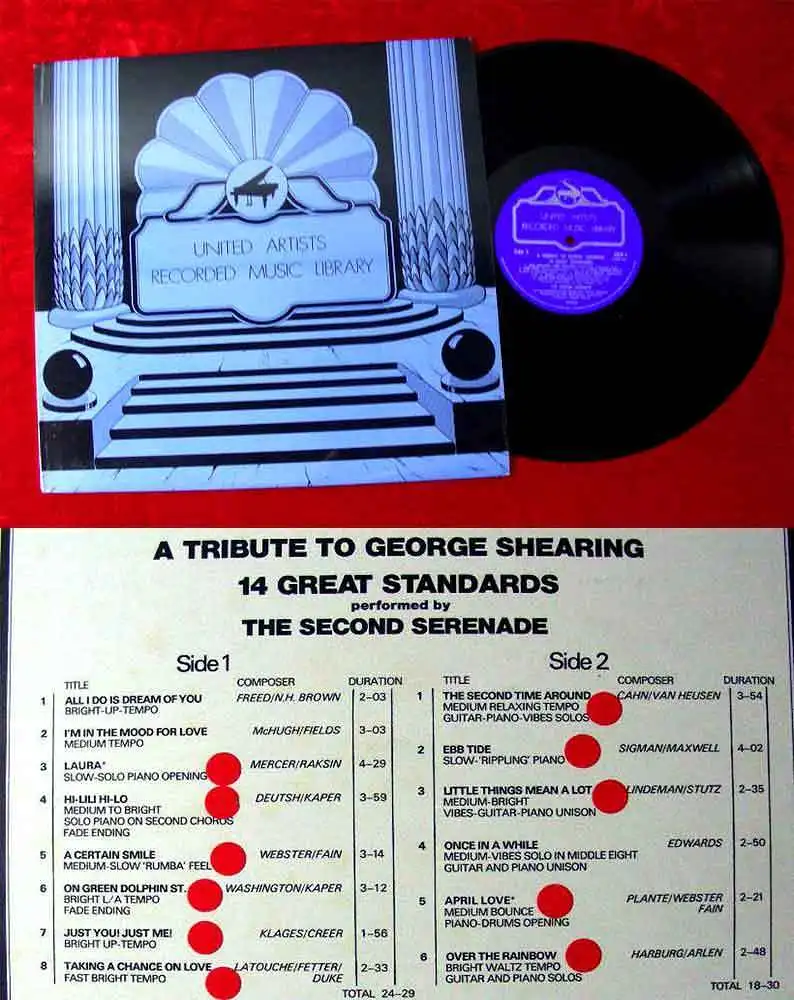 UNITED ARTISTS
RECORDED MUSIC LIBRARY
UNITED ARTISTS
RECORDED MUSIC LIBRARY
A TRIBUTE TO GEORGE SHEARING
A TRIBUTE TO GEORGE SHEARING
14 GREAT STANDARDS
performed by
THE SECOND SERENADE
Side 1
TITLE COMPOSER DURATION
1 ALL I DO IS DREAM OF YOU FREED/N.H. BROWN 2-03
BRIGHT-UP-TEMPO
2 I'M IN THE MOOD FOR LOVE McHUGH/FIELDS 3-03
MEDIUM TEMPO
3 LAURA* MERCER/RAKSIN 4-29
SLOW-SOLO PIANO OPENING
4 HI-LILI HI-LO DEUTSH/KAPER 3-59
MEDIUM TO BRIGHT
SOLO PIANO ON SECOND CHORUS
FADE ENDING
5 A CERTAIN SMILE WEBSTER/FAIN 3-14
MEDIUM-SLOW 'RUMBA' FEEL
6 ON GREEN DOLPHIN ST. WASHINGTON/KAPER 3-12
BRIGHT L/A TEMPO
FADE ENDING
7 JUST YOU! JUST ME! KLAGES/CREER 1-56
BRIGHT UP-TEMPO
8 TAKING A CHANCE ON LOVE LATOUCHE/FETTER/ 2-33
FAST BRIGHT TEMPO DUKE
TOTAL 24-29
Side 2
TITLE COMPOSER DURATION
1 THE SECOND TIME AROUND CAHN/VAN HEUSEN 3-54
MEDIUM RELAXING TEMPO
GUITAR-PIANO-VIBES SOLOS
2 EBB TIDE SIGMAN/MAXWELL 4-02
SLOW-'RIPPLING' PIANO
3 LITTLE THINGS MEAN A LOT LINDEMAN/STUTZ 2-35
MEDIUM-BRIGHT
VIBES-GUITAR-PIANO UNISON
4 ONCE IN A WHILE EDWARDS 2-50
MEDIUM-VIBES SOLO IN MIDDLE EIGHT
GUITAR AND PIANO UNISON
5 APRIL LOVE* PLANTE/WEBSTER 2-21
MEDIUM BOUNCE FAIN
PIANO-DRUMS OPENING
6 OVER THE RAINBOW HARBURG/ARLEN 2-48
BRIGHT WALTZ TEMPO
GUITAR AND PIANO SOLOS
TOTAL 18-30